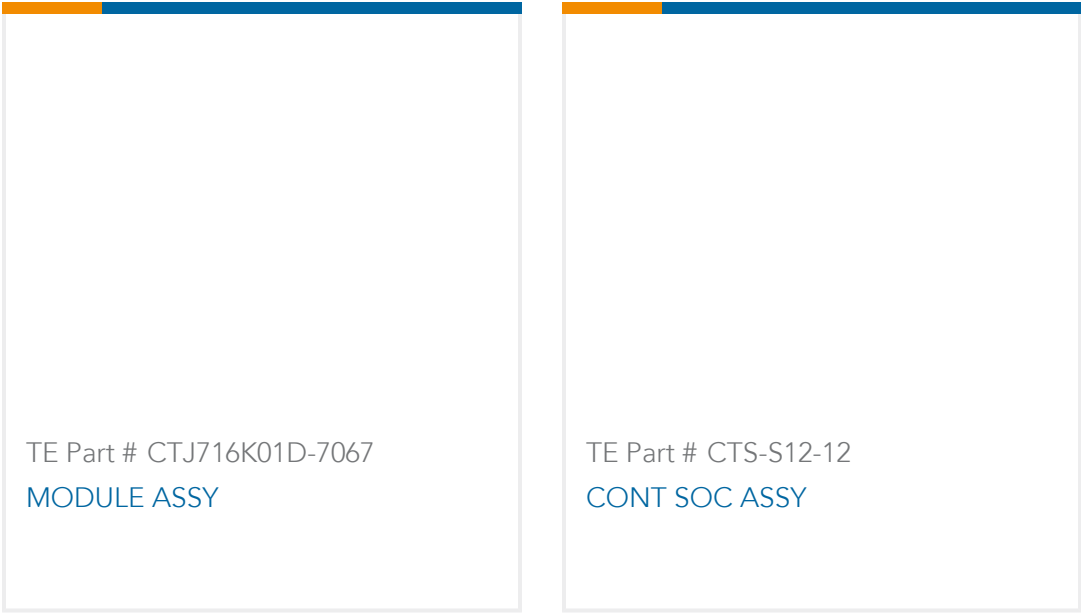 TE Part # CTJ716K01D-7067
MODULE ASSY
TE Part # CTS-S12-12
CONT SOC ASSY